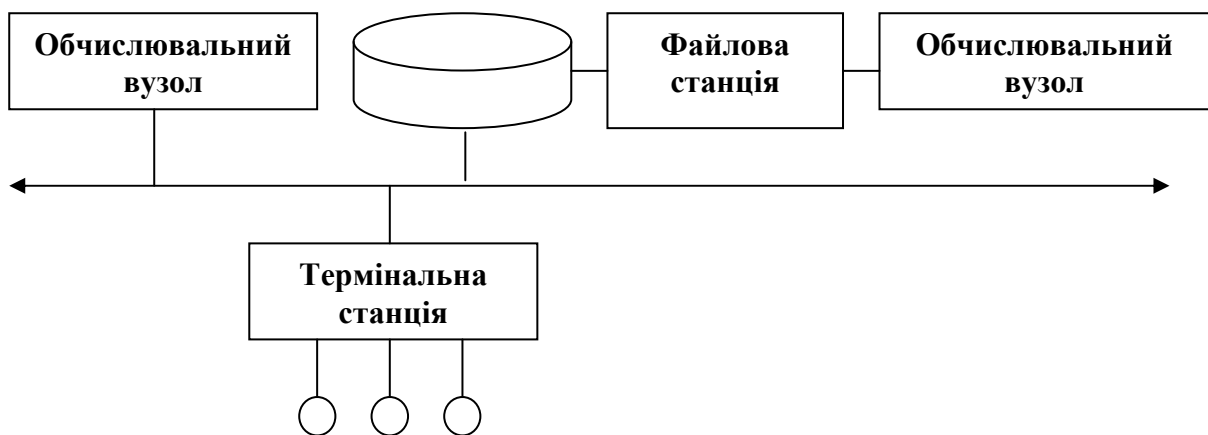 Обчислювальний
вузол
Файлова
станція
Обчислювальний
вузол
Термінальна
станція